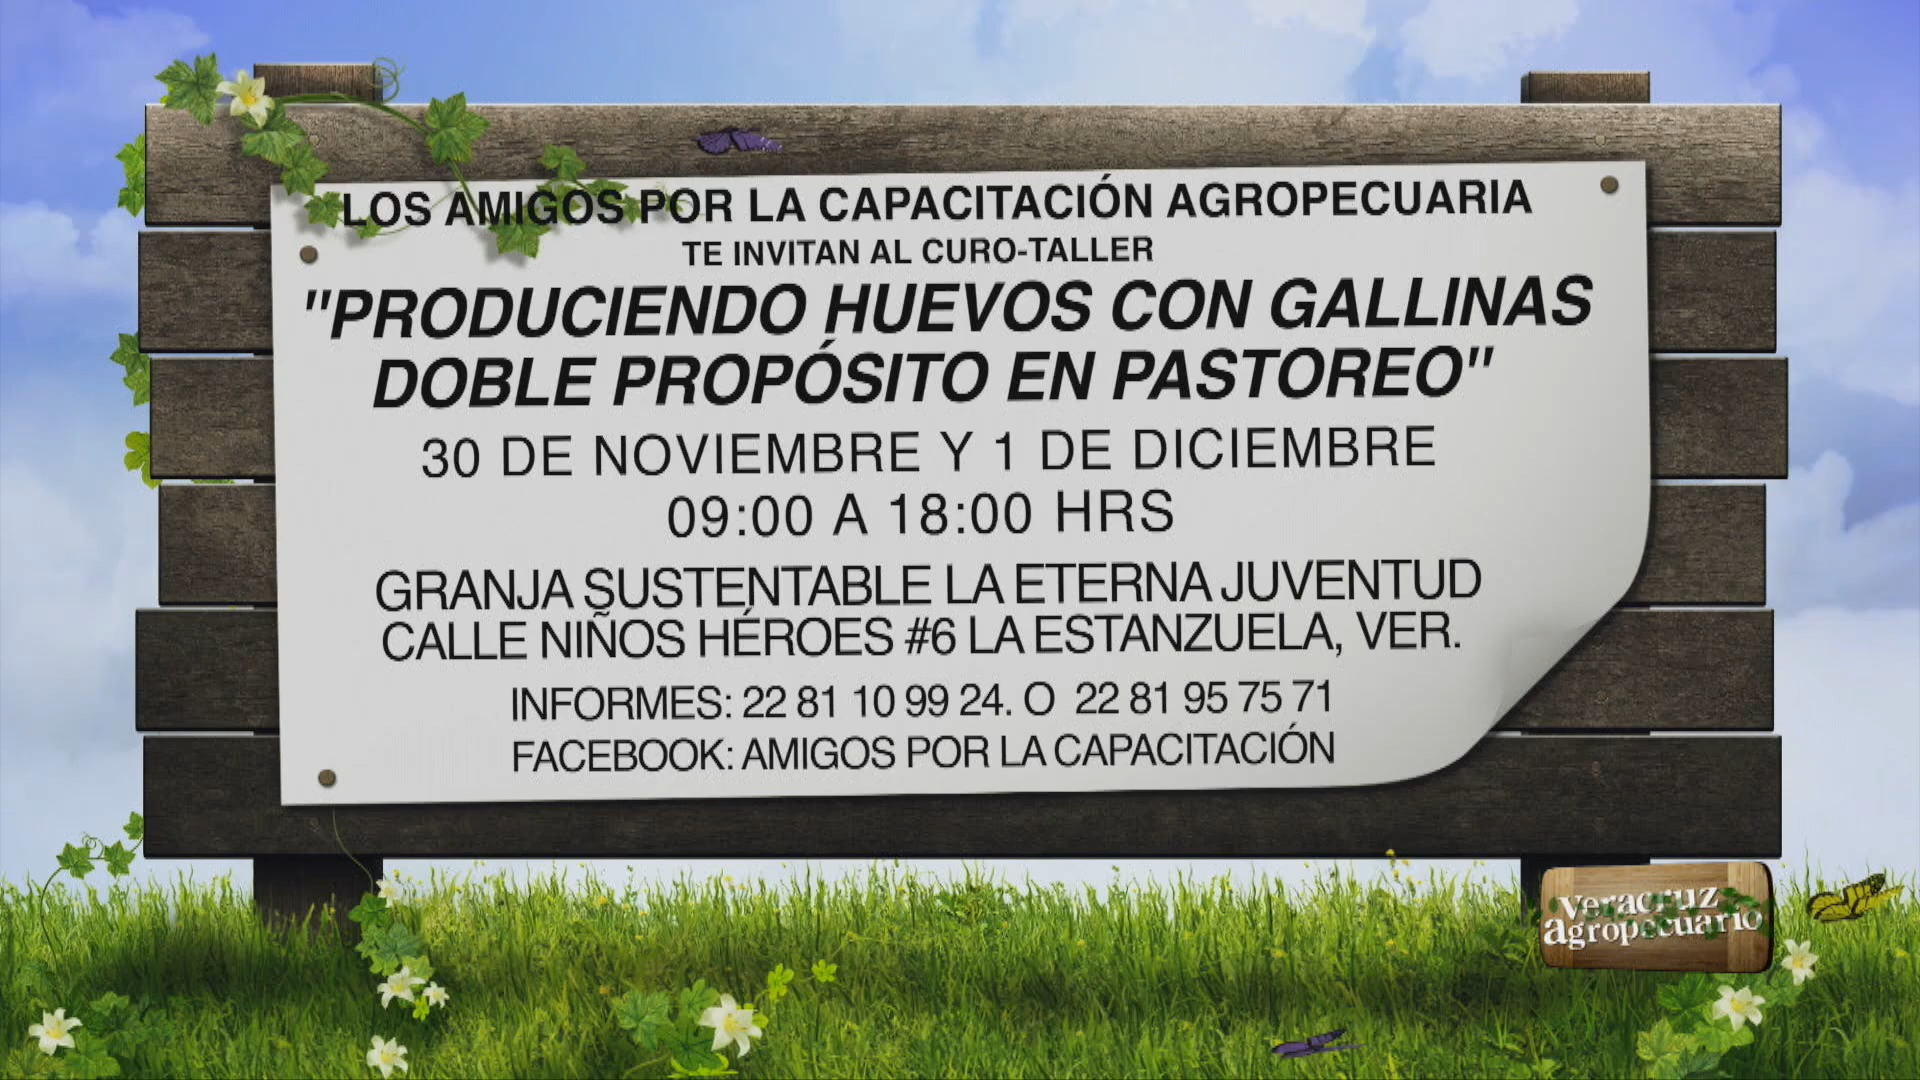 LOS AMIGOS POR LA CAPACITACIÓN AGROPECUARIA
TE INVITAN AL CURO-TALLER
"PRODUCIENDO HUEVOS CON GALLINAS
DOBLE PROPÓSITO EN PASTOREO"
30 DE NOVIEMBRE Y 1 DE DICIEMBRE
09:00 A 18:00 HRS
GRANJA SUSTENTABLE LA ETERNA JUVENTUD
CALLE NIÑOS HÉROES #6 LA ESTANZUELA, VER.
INFORMES: 22 81 10 99 24. O 22 81 95 75 71
FACEBOOK: AMIGOS POR LA CAPACITACIÓN
veracruz
agropecuario